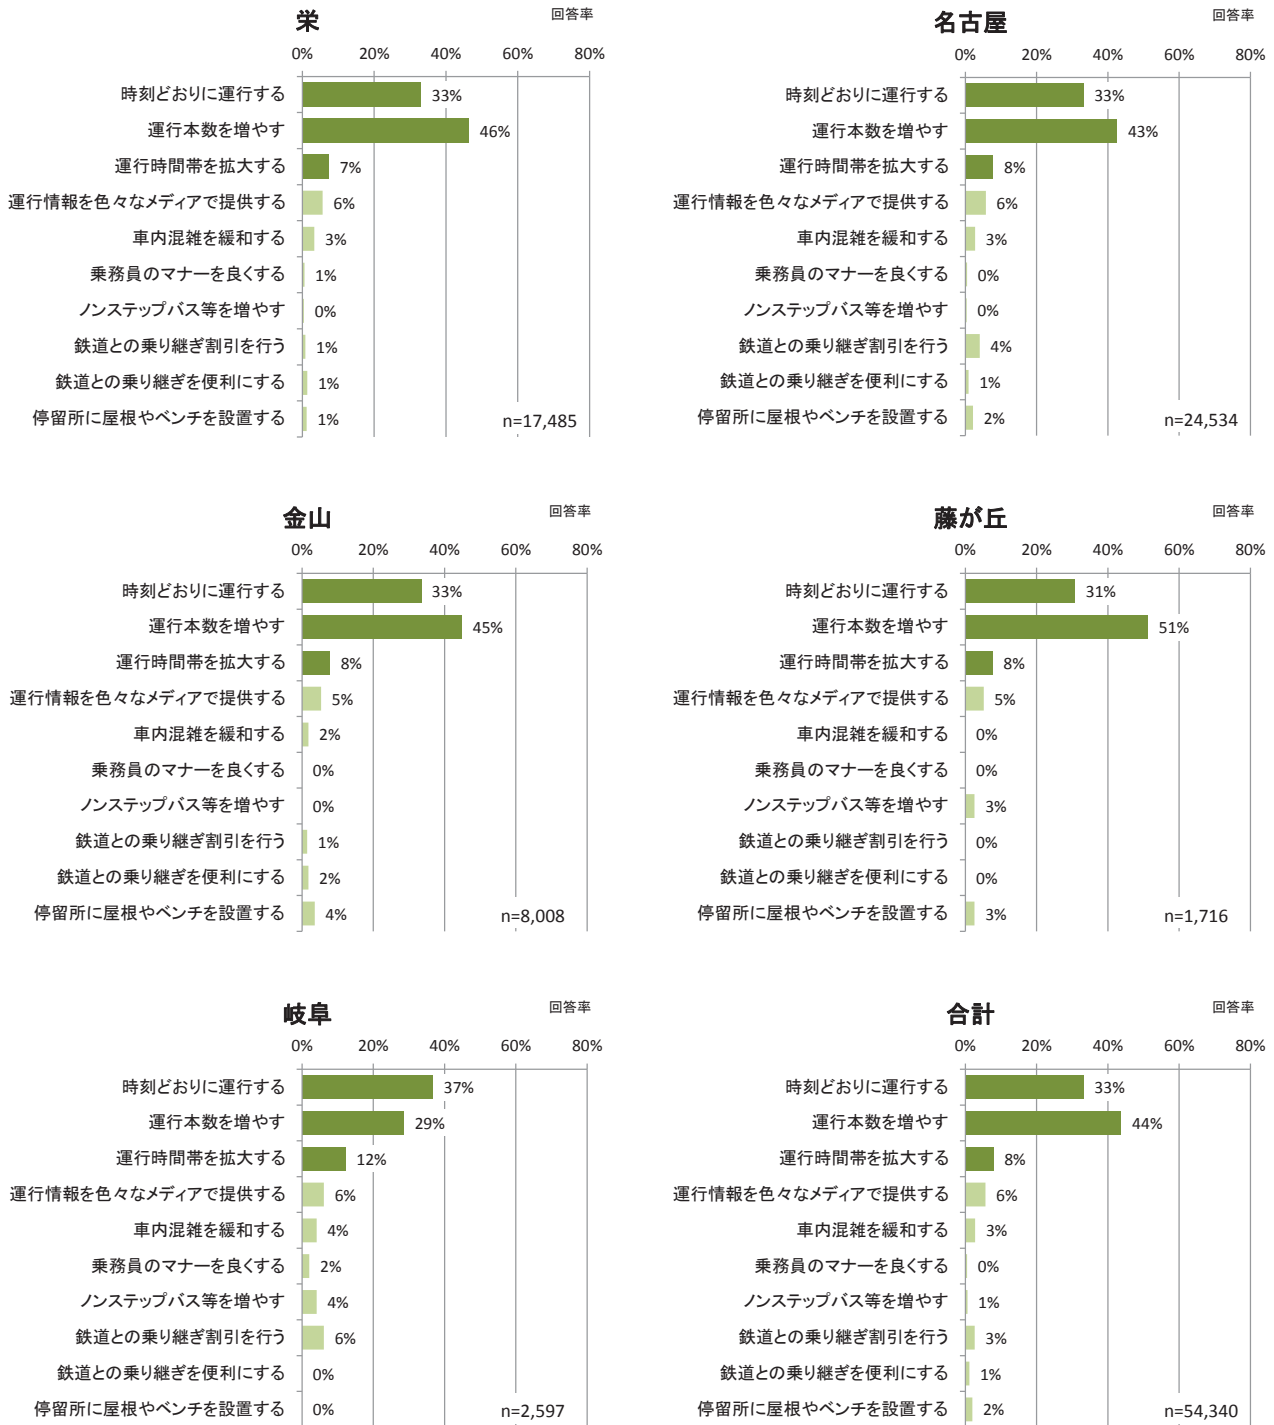 栄
回答率
0% 20% 40% 60% 80%
時刻どおりに運行する 33%
運行本数を増やす 46%
運行時間帯を拡大する 7%
運行情報を色々なメディアで提供する 6%
車内混雑を緩和する 3%
乗務員のマナーを良くする 1%
ノンステップバス等を増やす 0%
鉄道との乗り継ぎ割引を行う 1%
鉄道との乗り継ぎを便利にする 1%
停留所に屋根やベンチを設置する 1%
n=17,485
名古屋
回答率
0% 20% 40% 60% 80%
時刻どおりに運行する 33%
運行本数を増やす 43%
運行時間帯を拡大する 8%
運行情報を色々なメディアで提供する 6%
車内混雑を緩和する 3%
乗務員のマナーを良くする 0%
ノンステップバス等を増やす 0%
鉄道との乗り継ぎ割引を行う 4%
鉄道との乗り継ぎを便利にする 1%
停留所に屋根やベンチを設置する 2%
n=24,534
金山
回答率
0% 20% 40% 60% 80%
時刻どおりに運行する 33%
運行本数を増やす 45%
運行時間帯を拡大する 8%
運行情報を色々なメディアで提供する 5%
車内混雑を緩和する 2%
乗務員のマナーを良くする 0%
ノンステップバス等を増やす 0%
鉄道との乗り継ぎ割引を行う 1%
鉄道との乗り継ぎを便利にする 2%
停留所に屋根やベンチを設置する 4%
n=8,008
藤が丘
回答率
0% 20% 40% 60% 80%
時刻どおりに運行する 31%
運行本数を増やす 51%
運行時間帯を拡大する 8%
運行情報を色々なメディアで提供する 5%
車内混雑を緩和する 0%
乗務員のマナーを良くする 0%
ノンステップバス等を増やす 3%
鉄道との乗り継ぎ割引を行う 0%
鉄道との乗り継ぎを便利にする 0%
停留所に屋根やベンチを設置する 3%
n=1,716
岐阜
回答率
0% 20% 40% 60% 80%
時刻どおりに運行する 37%
運行本数を増やす 29%
運行時間帯を拡大する 12%
運行情報を色々なメディアで提供する 6%
車内混雑を緩和する 4%
乗務員のマナーを良くする 2%
ノンステップバス等を増やす 4%
鉄道との乗り継ぎ割引を行う 6%
鉄道との乗り継ぎを便利にする 0%
停留所に屋根やベンチを設置する 0%
n=2,597
合計
回答率
0% 20% 40% 60% 80%
時刻どおりに運行する 33%
運行本数を増やす 44%
運行時間帯を拡大する 8%
運行情報を色々なメディアで提供する 6%
車内混雑を緩和する 3%
乗務員のマナーを良くする 0%
ノンステップバス等を増やす 1%
鉄道との乗り継ぎ割引を行う 3%
鉄道との乗り継ぎを便利にする 1%
停留所に屋根やベンチを設置する 2%
n=54,340